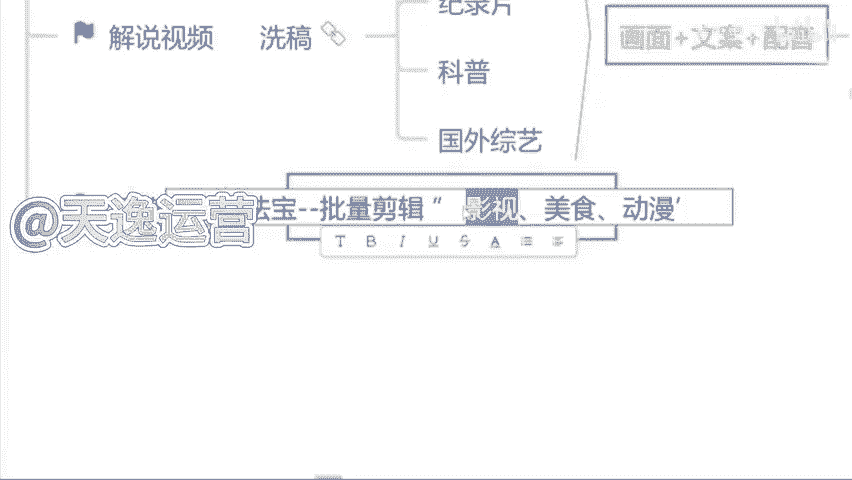 纪录片
解说视频 洗稿
画面+文案+配音
科普
国外综艺
@天逸运营
法宝--批量剪辑“ 影视、美食、动漫’
T B I U S A